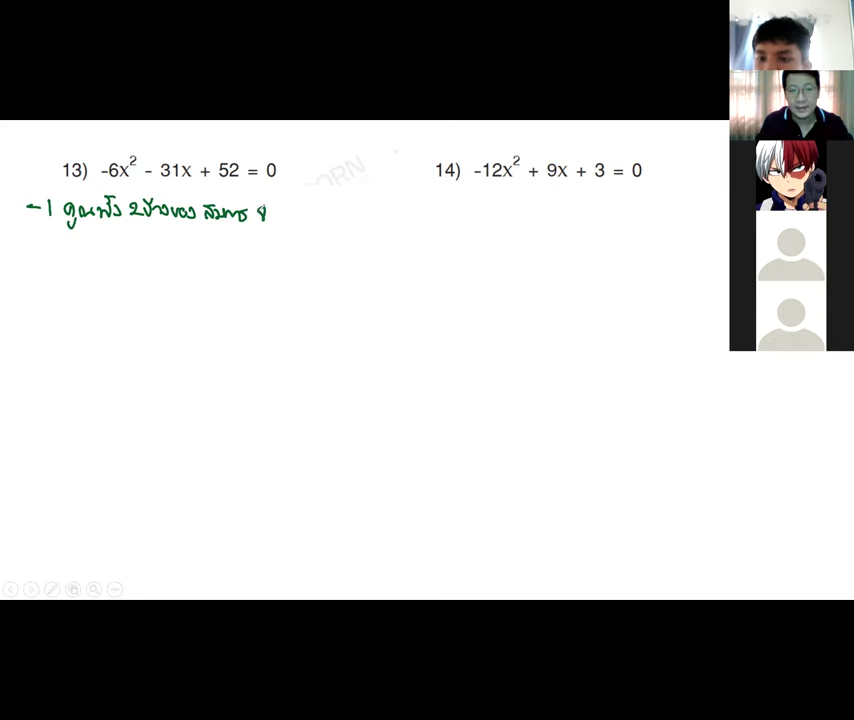 13) -6x² - 31x + 52 = 0
14) -12x² + 9x + 3 = 0
-1 คูณทั้ง 2 ข้างของ สมการ
ORN